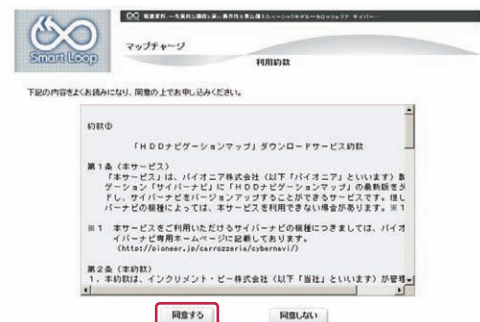 Smart Loop
マップチャージ
利用約款
下記の内容をよくお読みになり、同意の上でお申し込みください。
約款①
「HDDナビゲーションマップ」ダウンロードサービス約款
第1条（本サービス）
「本サービス」は、パイオニア株式会社（以下「パイオニア」といいます）製
ゲーション「サイバーナビ」に「HDDナビゲーションマップ」の最新版をダ
ドし、サイバーナビをバージョンアップすることができるサービスです。但し
バーナビの機種によっては、本サービスを利用できない場合があります。※1
※1 本サービスをご利用いただけるサイバーナビの機種につきましては、パイオ
イバーナビ専用ホームページに記載しております。
（http://pioneer.jp/carrozzeria/cybernavi/）
第2条（本約款）
1．本約款は、インクリメント・ピー株式会社（以下「当社」といいます）が管理
同意する
同意しない